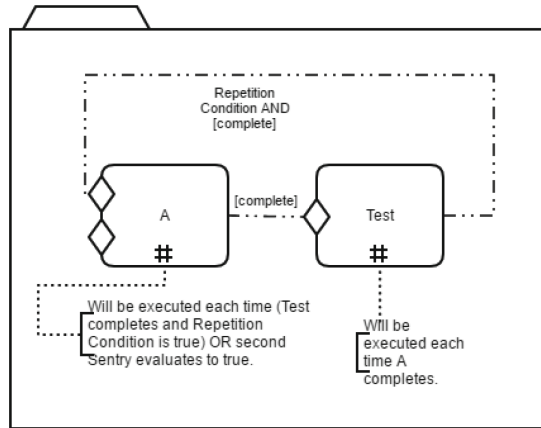 Repetition
Condition AND
[complete]
A
[complete]
Test
Will be executed each time (Test
completes and Repetition
Condition is true) OR second
Sentry evaluates to true.
Will be
executed each
time A
completes.